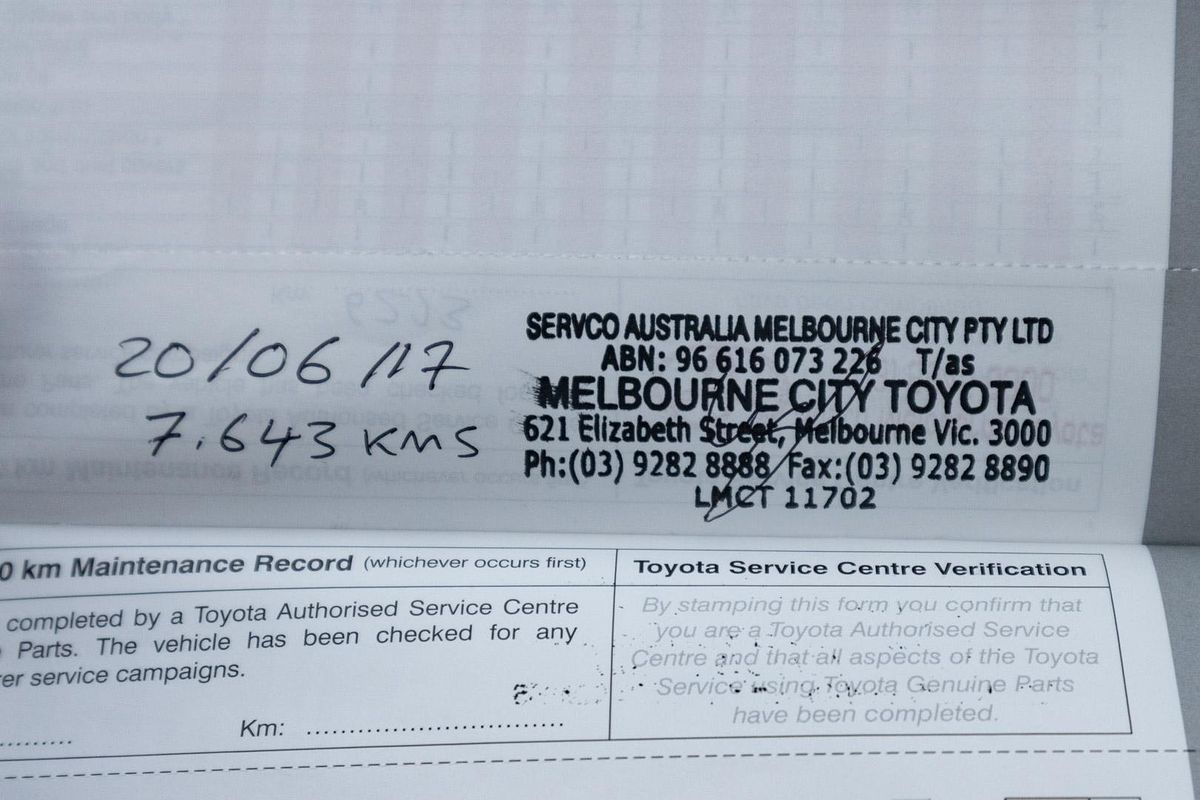 20/06/17
7.643 KMS
SERVCO AUSTRALIA MELBOURNE CITY PTY LTD
ABN: 96 616 073 226 T/as
MELBOURNE CITY TOYOTA
621 Elizabeth Street, Melbourne Vic. 3000
Ph:(03) 9282 8888 Fax:(03) 9282 8890
LMCT 11702
0 km Maintenance Record (whichever occurs first)
completed by a Toyota Authorised Service Centre
Parts. The vehicle has been checked for any
er service campaigns.
Km: ....................................
Toyota Service Centre Verification
By stamping this form you confirm that
you are a Toyota Authorised Service
Centre and that all aspects of the Toyota
Service using Toyota Genuine Parts
have been completed.